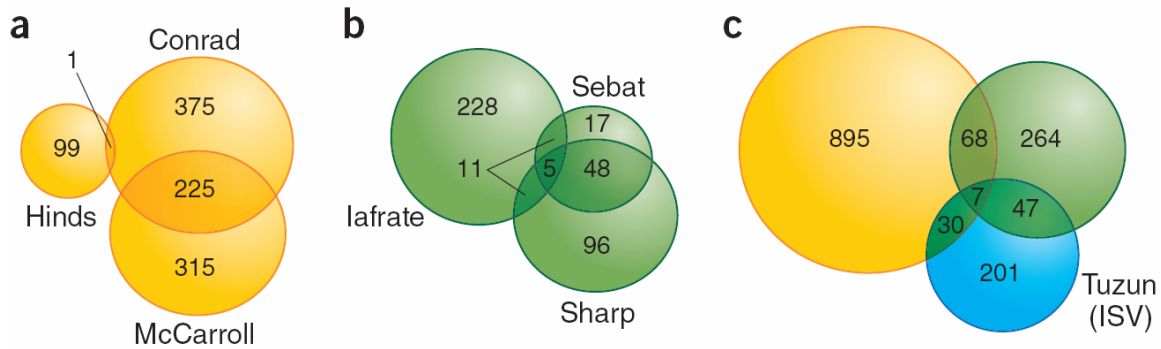 a
Conrad
1
375
99
225
Hinds
315
McCarroll
b
Sebat
228
17
11
5
48
Iafrate
96
Sharp
c
895
68
264
7
47
30
201
Tuzun
(ISV)